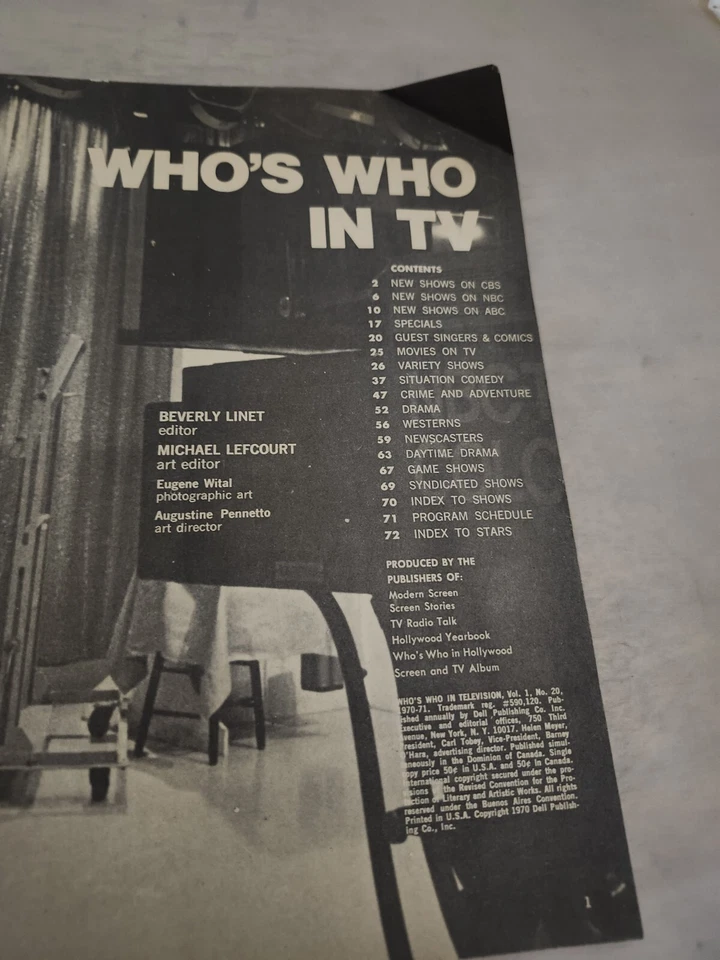 WHO'S WHO
IN TV
CONTENTS
2 NEW SHOWS ON CBS
6 NEW SHOWS ON NBC
10 NEW SHOWS ON ABC
17 SPECIALS
20 GUEST SINGERS & COMICS
25 MOVIES ON TV
26 VARIETY SHOWS
37 SITUATION COMEDY
47 CRIME AND ADVENTURE
52 DRAMA
56 WESTERNS
59 NEWSCASTERS
63 DAYTIME DRAMA
67 GAME SHOWS
69 SYNDICATED SHOWS
70 INDEX TO SHOWS
71 PROGRAM SCHEDULE
72 INDEX TO STARS
BEVERLY LINET
editor
MICHAEL LEFCOURT
art editor
Eugene Wital
photographic art
Augustine Pennetto
art director
PRODUCED BY THE
PUBLISHERS OF:
Modern Screen
Screen Stories
TV Radio Talk
Hollywood Yearbook
Who's Who in Hollywood
Screen and TV Album
WHO'S WHO IN TELEVISION, Vol. 1, No. 20,
1970-71. Trademark reg. #590,120. Pub-
lished annually by Dell Publishing Co. Inc.
Executive and editorial offices, 750 Third
Avenue, New York, N. Y. 10017. Helen Meyer,
President, Carl Tobey, Vice-President, Barney
O'Hara, advertising director. Published simul-
taneously in the Dominion of Canada. Single
copy price 50¢ in U.S.A. and 50¢ in Canada.
International copyright secured under the pro-
visions of the Revised Convention for the Pro-
tection of Literary and Artistic Works. All rights
reserved under the Buenos Aires Convention.
Printed in U.S.A. Copyright 1970 Dell Publish-
ing Co., Inc.
1